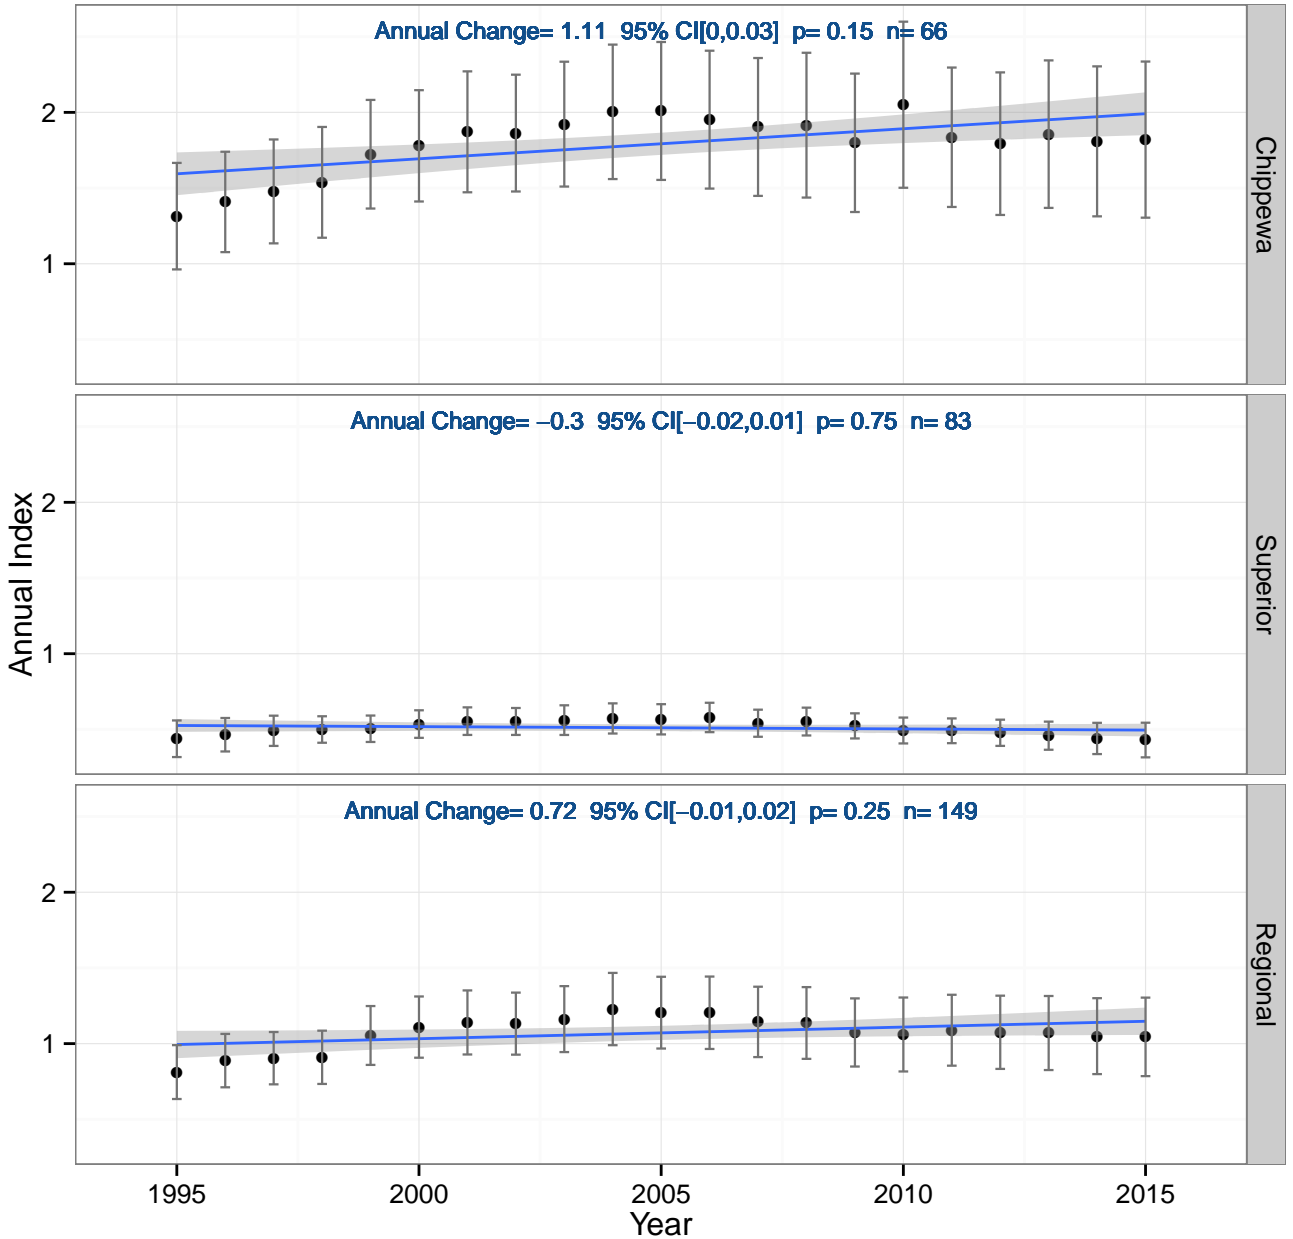 Annual Change= 1.11  95% CI[0,0.03]  p= 0.15  n= 66
2
1
Chippewa
Annual Change= −0.3  95% CI[−0.02,0.01]  p= 0.75  n= 83
2
1
Superior
Annual Index
Annual Change= 0.72  95% CI[−0.01,0.02]  p= 0.25  n= 149
2
1
Regional
1995 2000 2005 2010 2015
Year